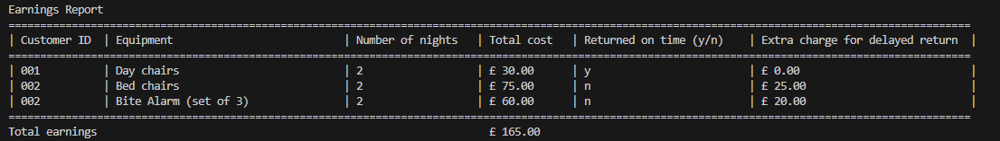 Earnings Report
========================================================================================================================================================
| Customer ID | Equipment | Number of nights | Total cost | Returned on time (y/n) | Extra charge for delayed return |
========================================================================================================================================================
| 001 | Day chairs | 2 | £ 30.00 | y | £ 0.00 |
| 002 | Bed chairs | 2 | £ 75.00 | n | £ 25.00 |
| 002 | Bite Alarm (set of 3) | 2 | £ 60.00 | n | £ 20.00 |
========================================================================================================================================================
Total earnings £ 165.00